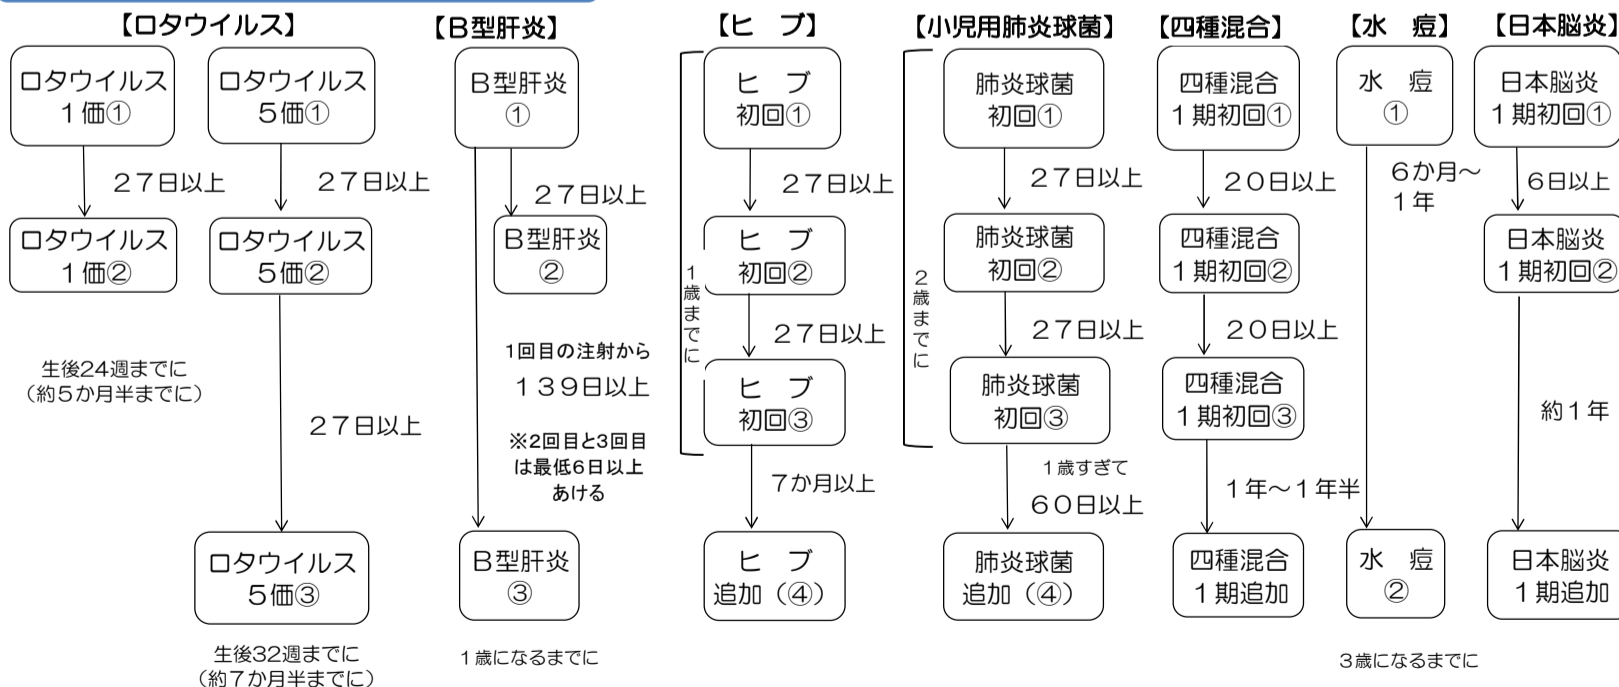 【ロタウイルス】
ロタウイルス
１価①
２７日以上
ロタウイルス
１価②
生後24週までに
（約５か月半までに）
ロタウイルス
５価①
２７日以上
ロタウイルス
５価②
２７日以上
ロタウイルス
５価③
生後32週までに
（約７か月半までに）
【Ｂ型肝炎】
Ｂ型肝炎
①
２７日以上
Ｂ型肝炎
②
1回目の注射から
１３９日以上
※2回目と3回目
は最低6日以上
あける
Ｂ型肝炎
③
１歳になるまでに
【ヒ　ブ】
ヒ　ブ
初回①
２７日以上
ヒ　ブ
初回②
２７日以上
ヒ　ブ
初回③
１歳までに
７か月以上
ヒ　ブ
追加（④）
【小児用肺炎球菌】
肺炎球菌
初回①
２７日以上
肺炎球菌
初回②
２７日以上
肺炎球菌
初回③
２歳までに
１歳すぎて
６０日以上
肺炎球菌
追加（④）
【四種混合】
四種混合
１期初回①
２０日以上
四種混合
１期初回②
２０日以上
四種混合
１期初回③
１年～１年半
四種混合
１期追加
【水　痘】
水　痘
①
６か月～
１年
水　痘
②
３歳になるまでに
【日本脳炎】
日本脳炎
１期初回①
６日以上
日本脳炎
１期初回②
約１年
日本脳炎
１期追加